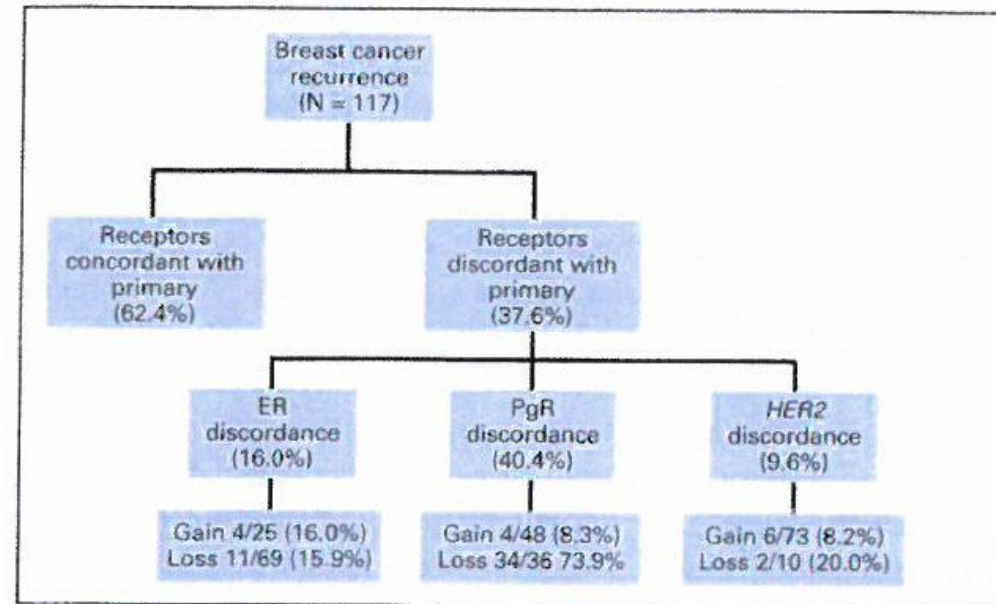 Breast cancer
recurrence
(N = 117)
Receptors
concordant with
primary
(62.4%)
Receptors
discordant with
primary
(37.6%)
ER
discordance
(16.0%)
PgR
discordance
(40.4%)
HER2
discordance
(9.6%)
Gain 4/25 (16.0%)
Loss 11/69 (15.9%)
Gain 4/48 (8.3%)
Loss 34/36 73.9%
Gain 6/73 (8.2%)
Loss 2/10 (20.0%)